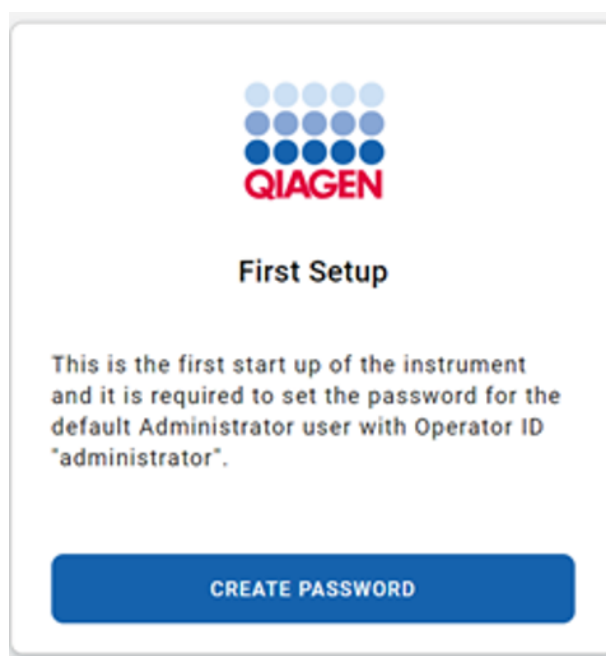 QIAGEN
First Setup
This is the first start up of the instrument
and it is required to set the password for the
default Administrator user with Operator ID
"administrator".
CREATE PASSWORD